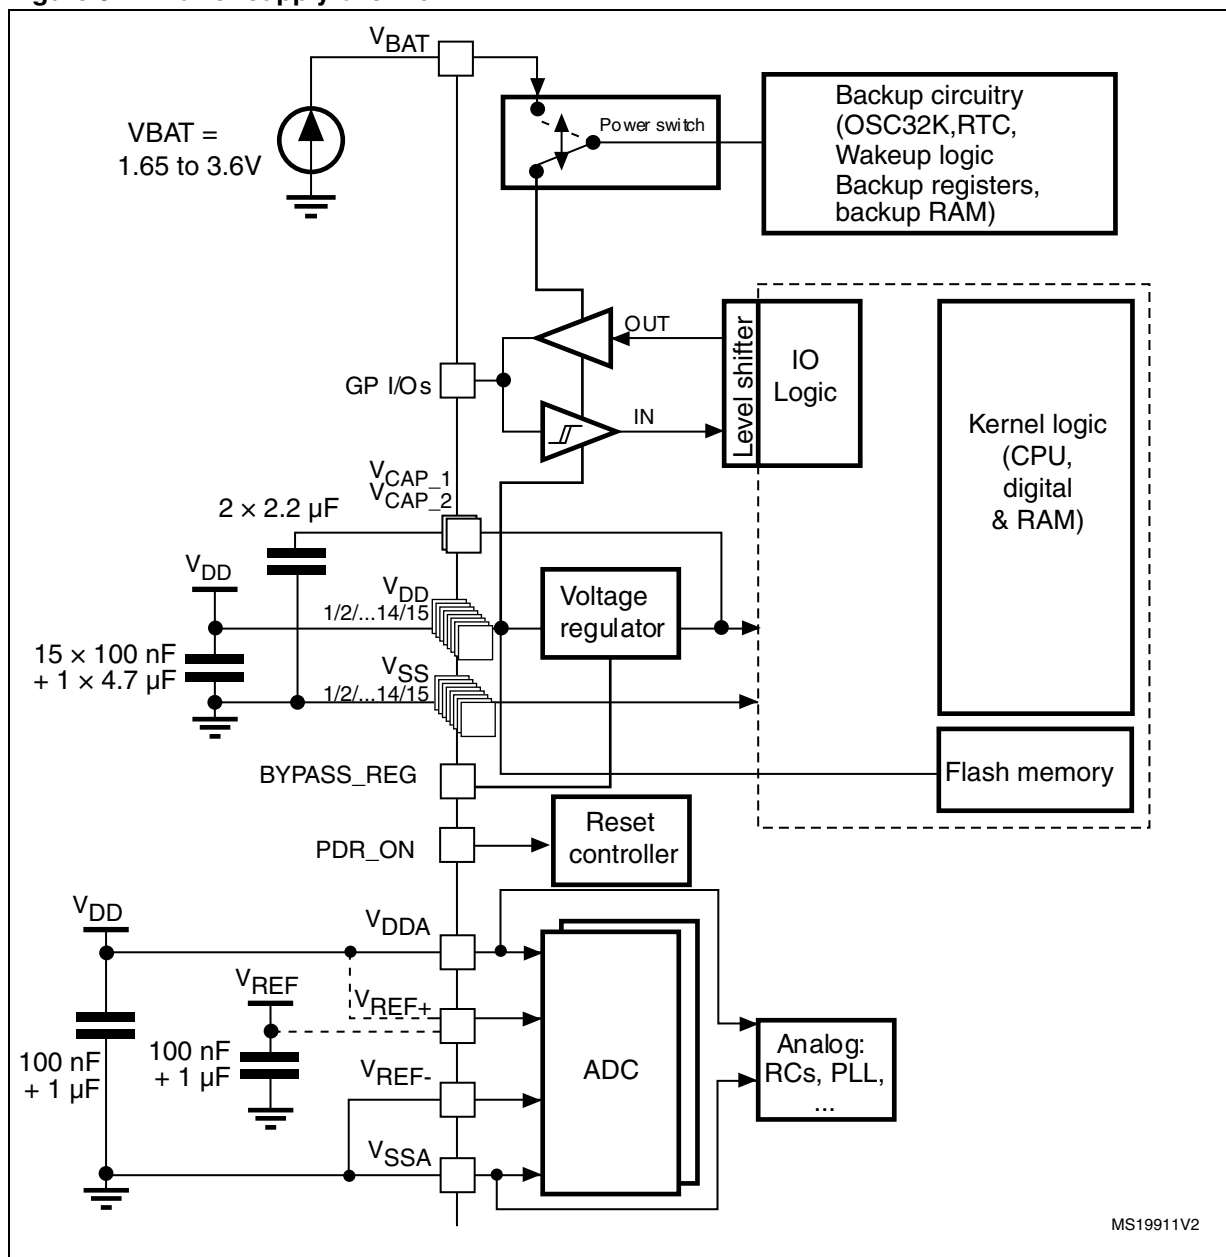 V_BAT
VBAT =
1.65 to 3.6V
Power switch
Backup circuitry
(OSC32K,RTC,
Wakeup logic
Backup registers,
backup RAM)
OUT
GP I/Os
IN
Level shifter
IO
Logic
Kernel logic
(CPU,
digital
& RAM)
V_CAP_1
V_CAP_2
2 × 2.2 µF
V_DD
V_DD
1/2/...14/15
Voltage
regulator
15 × 100 nF
+ 1 × 4.7 µF
V_SS
1/2/...14/15
BYPASS_REG
Flash memory
PDR_ON
Reset
controller
V_DD
V_DDA
V_REF
V_REF+
100 nF
+ 1 µF
100 nF
+ 1 µF
V_REF-
ADC
Analog:
RCs, PLL,
...
V_SSA
MS19911V2